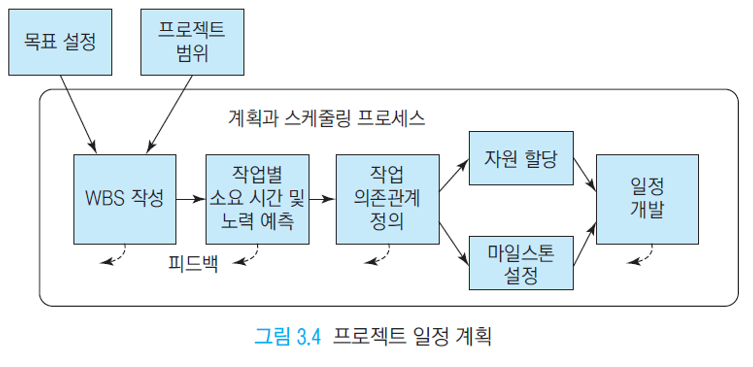 목표 설정
프로젝트
범위
계획과 스케줄링 프로세스
WBS 작성
작업별
소요 시간 및
노력 예측
작업
의존관계
정의
자원 할당
마일스톤
설정
일정
개발
피드백
그림 3.4 프로젝트 일정 계획